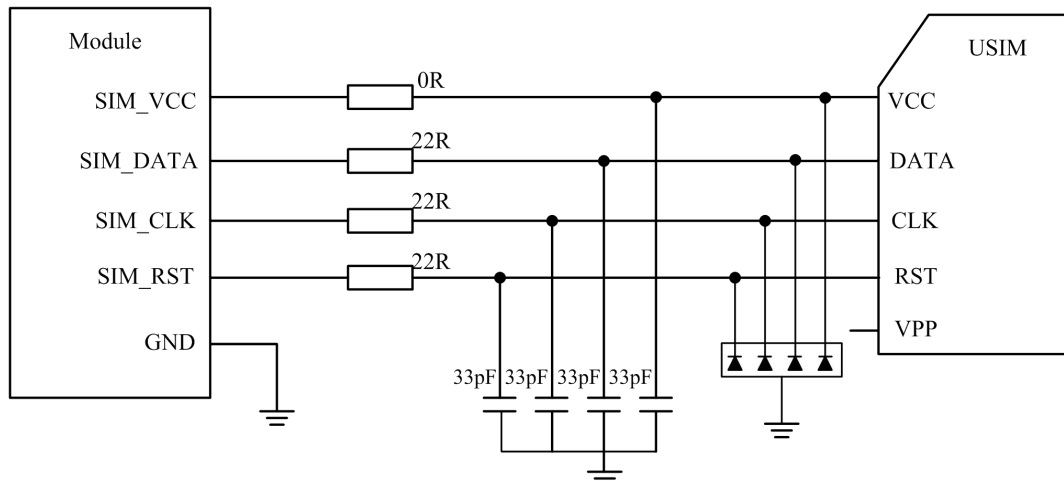 Module
USIM
0R
SIM_VCC
VCC
22R
SIM_DATA
DATA
22R
SIM_CLK
CLK
22R
SIM_RST
RST
VPP
GND
33pF 33pF 33pF 33pF